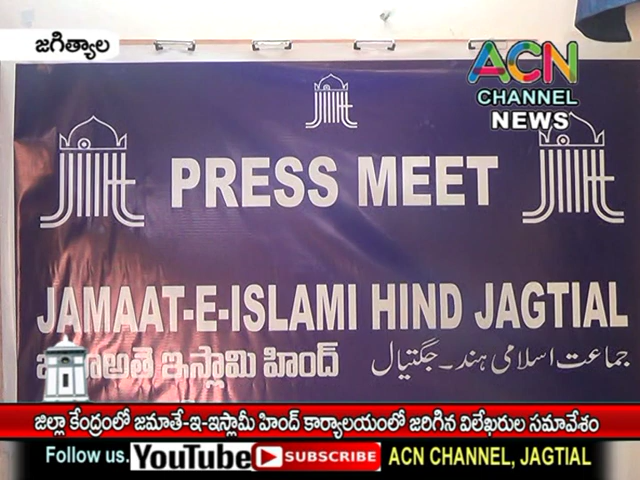 జగిత్యాల
ACN
CHANNEL
NEWS
PRESS MEET
JAMAAT-E-ISLAMI HIND JAGTIAL
ఇస్లామి హింద్
جماعت اسلامی ہند۔ جگتیال
జిల్లా కేంద్రంలో జమాతే-ఇ-ఇస్లామీ హింద్ కార్యాలయంలో జరిగిన విలేఖరుల సమావేశం
Follow us. YouTube SUBSCRIBE ACN CHANNEL, JAGTIAL